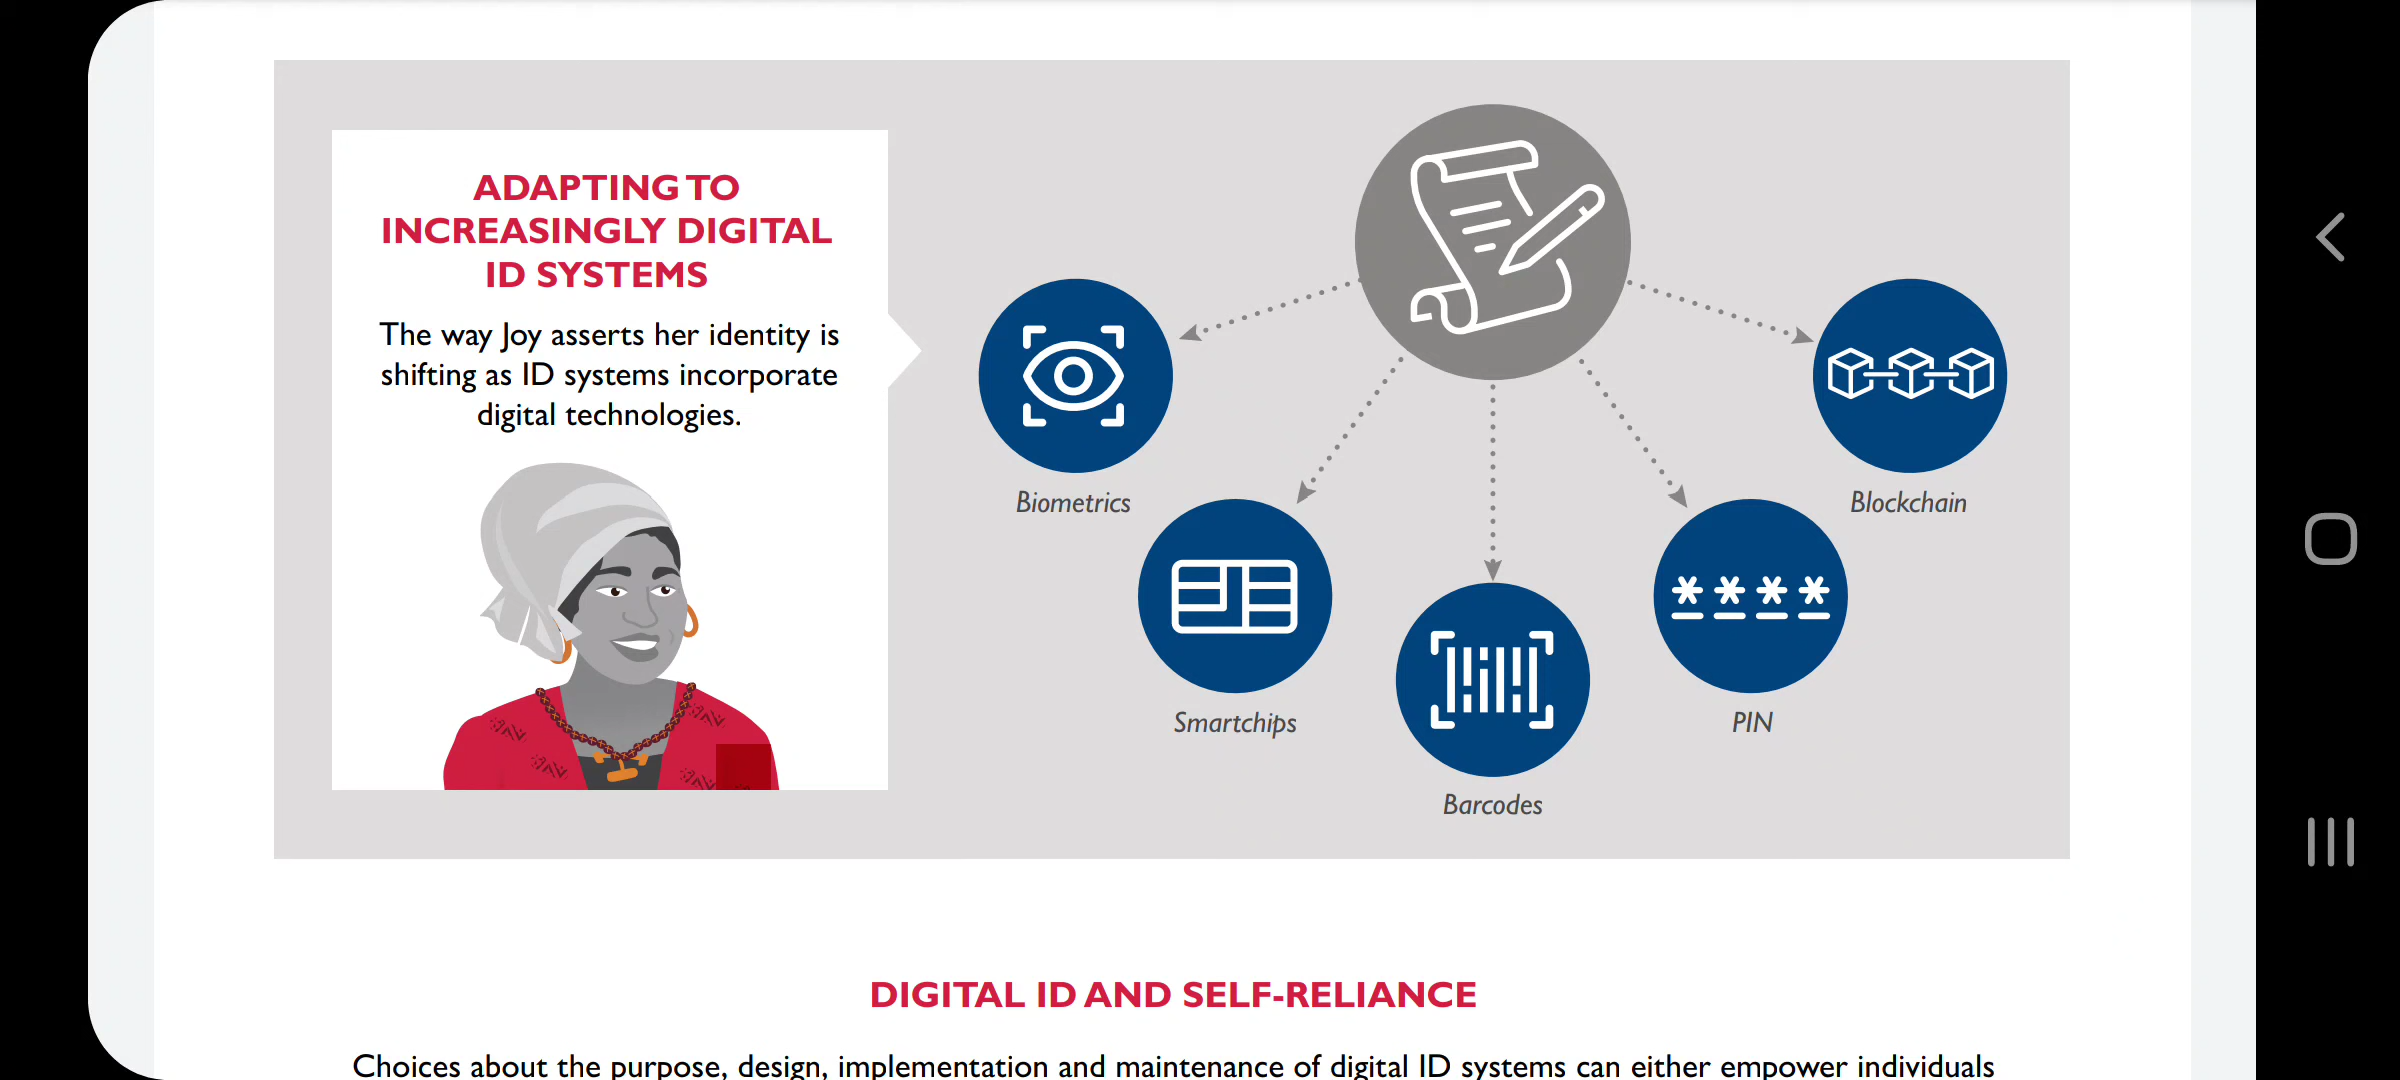 ADAPTING TO
INCREASINGLY DIGITAL
ID SYSTEMS
The way Joy asserts her identity is
shifting as ID systems incorporate
digital technologies.
Biometrics
Smartchips
Barcodes
PIN
Blockchain
DIGITAL ID AND SELF-RELIANCE
Choices about the purpose, design, implementation and maintenance of digital ID systems can either empower individuals